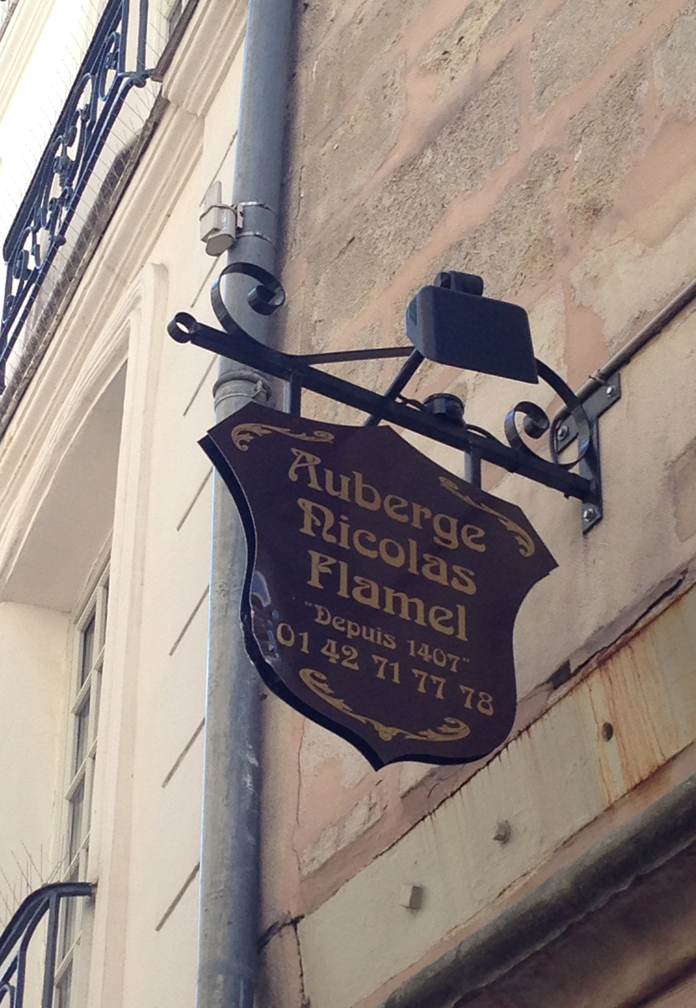 Auberge
Nicolas
Flamel
"Depuis 1407"
01 42 71 77 78